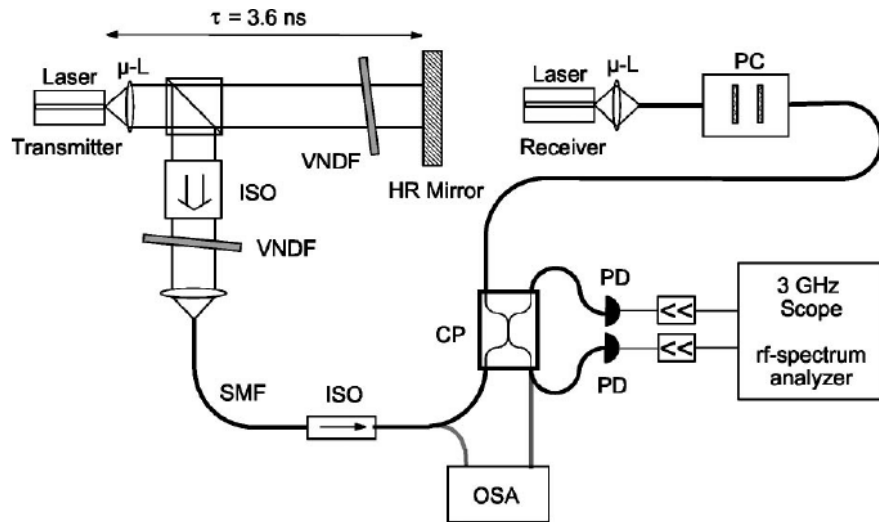 τ = 3.6 ns
Laser
μ-L
Transmitter
VNDF
HR Mirror
ISO
VNDF
SMF
ISO
Laser
μ-L
Receiver
PC
CP
PD
PD
<<
<<
3 GHz
Scope
rf-spectrum
analyzer
OSA